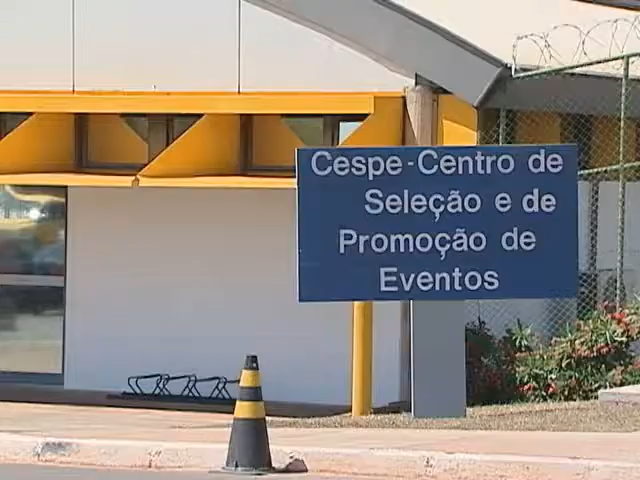 Cespe-Centro de
Seleção e de
Promoção de
Eventos